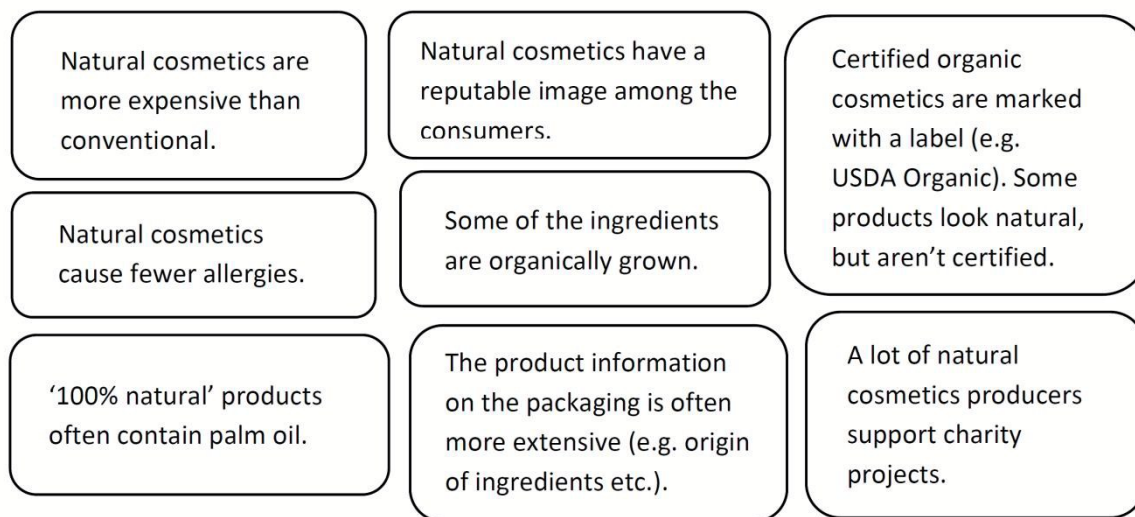 Natural cosmetics are
more expensive than
conventional.
Natural cosmetics have a
reputable image among the
consumers.
Certified organic
cosmetics are marked
with a label (e.g.
USDA Organic). Some
products look natural,
but aren’t certified.
Natural cosmetics
cause fewer allergies.
Some of the ingredients
are organically grown.
‘100% natural’ products
often contain palm oil.
The product information
on the packaging is often
more extensive (e.g. origin
of ingredients etc.).
A lot of natural
cosmetics producers
support charity
projects.